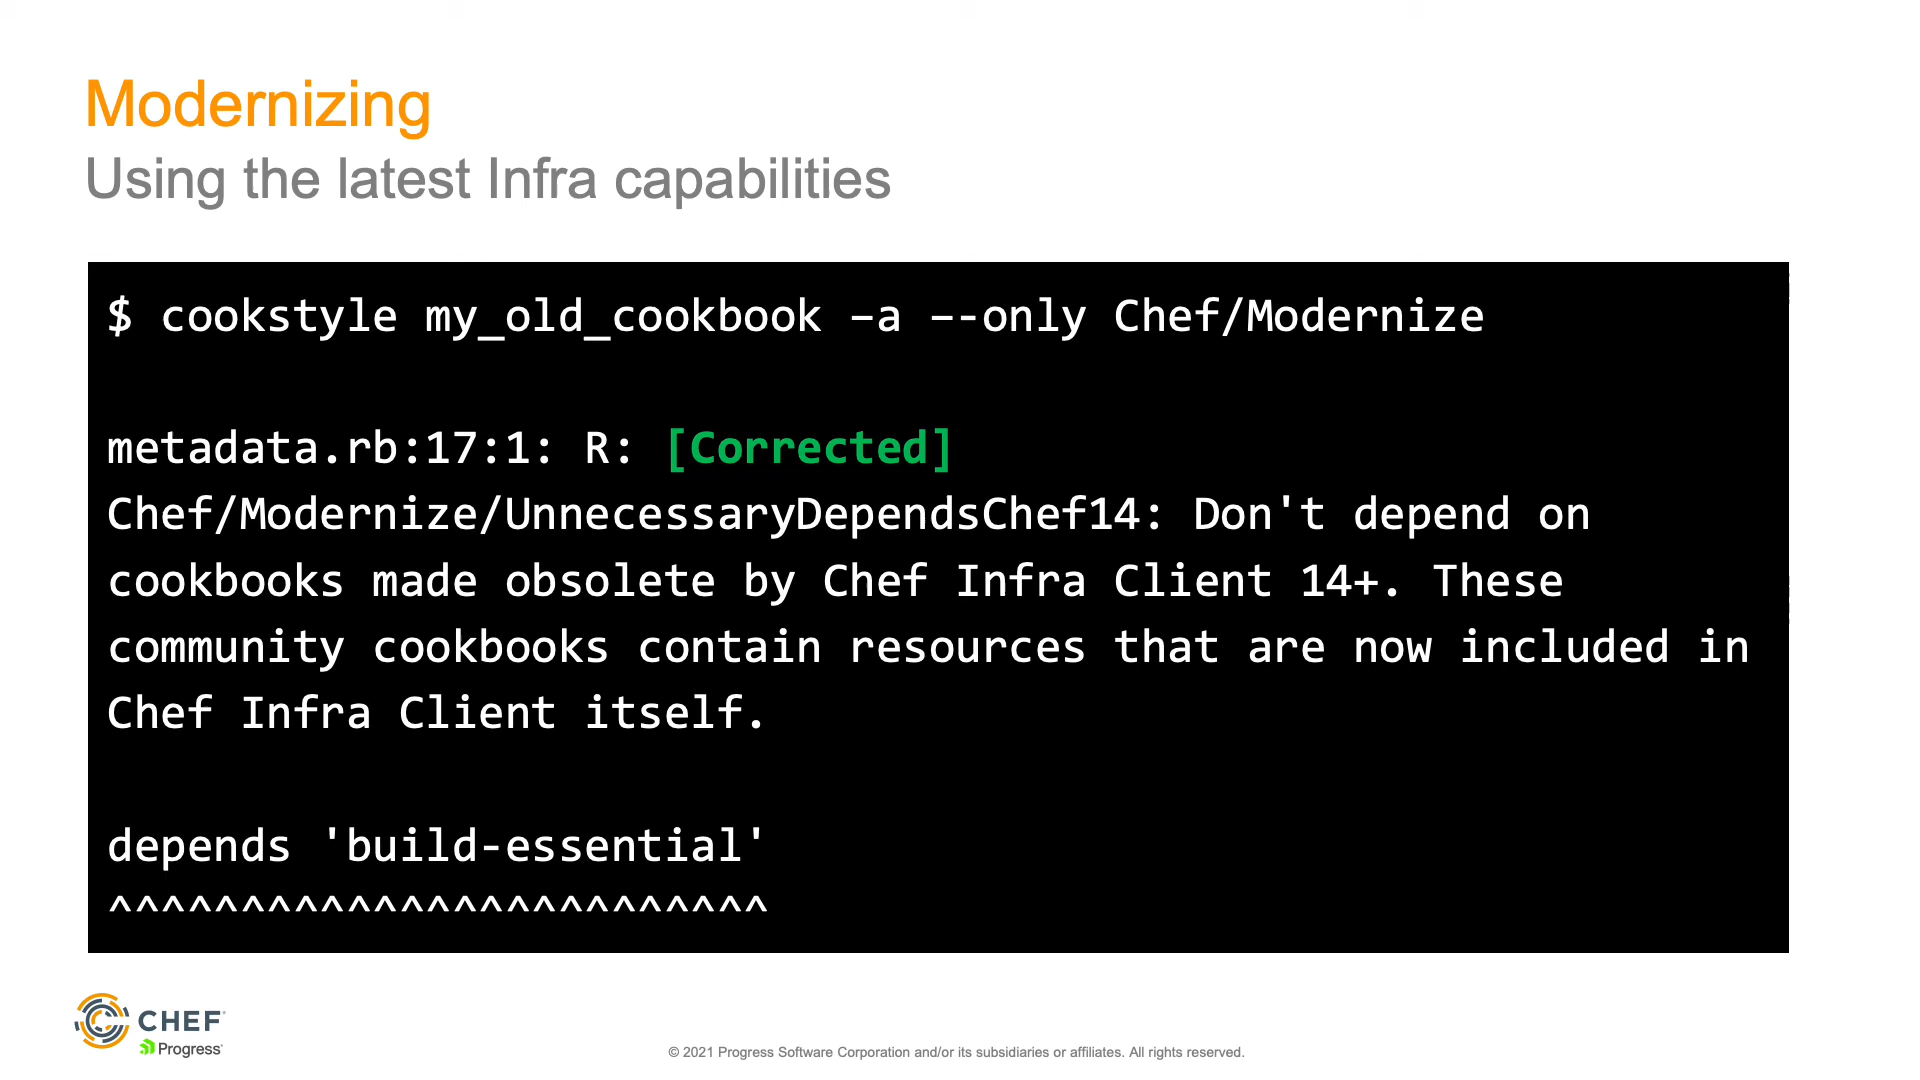 Modernizing
Using the latest Infra capabilities
$ cookstyle my_old_cookbook –a –-only Chef/Modernize
metadata.rb:17:1: R: [Corrected]
Chef/Modernize/UnnecessaryDependsChef14: Don't depend on
cookbooks made obsolete by Chef Infra Client 14+. These
community cookbooks contain resources that are now included in
Chef Infra Client itself.
depends 'build-essential'
^^^^^^^^^^^^^^^^^^^^^^^^^
CHEF
Progress
© 2021 Progress Software Corporation and/or its subsidiaries or affiliates. All rights reserved.